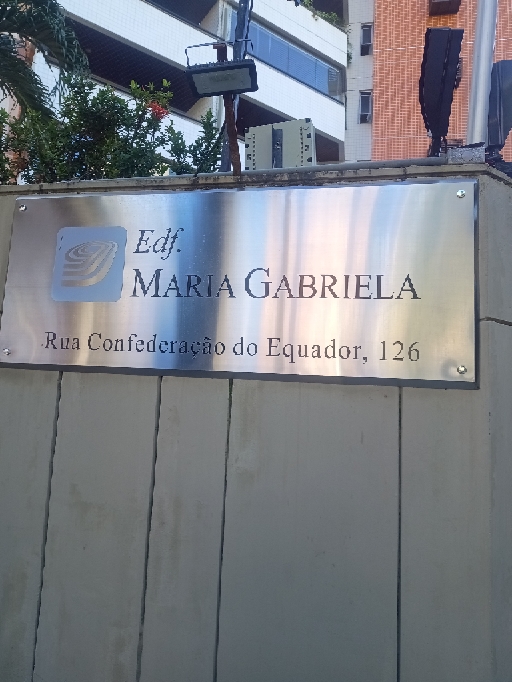 Edf.
MARIA GABRIELA
Rua Confederação do Equador, 126